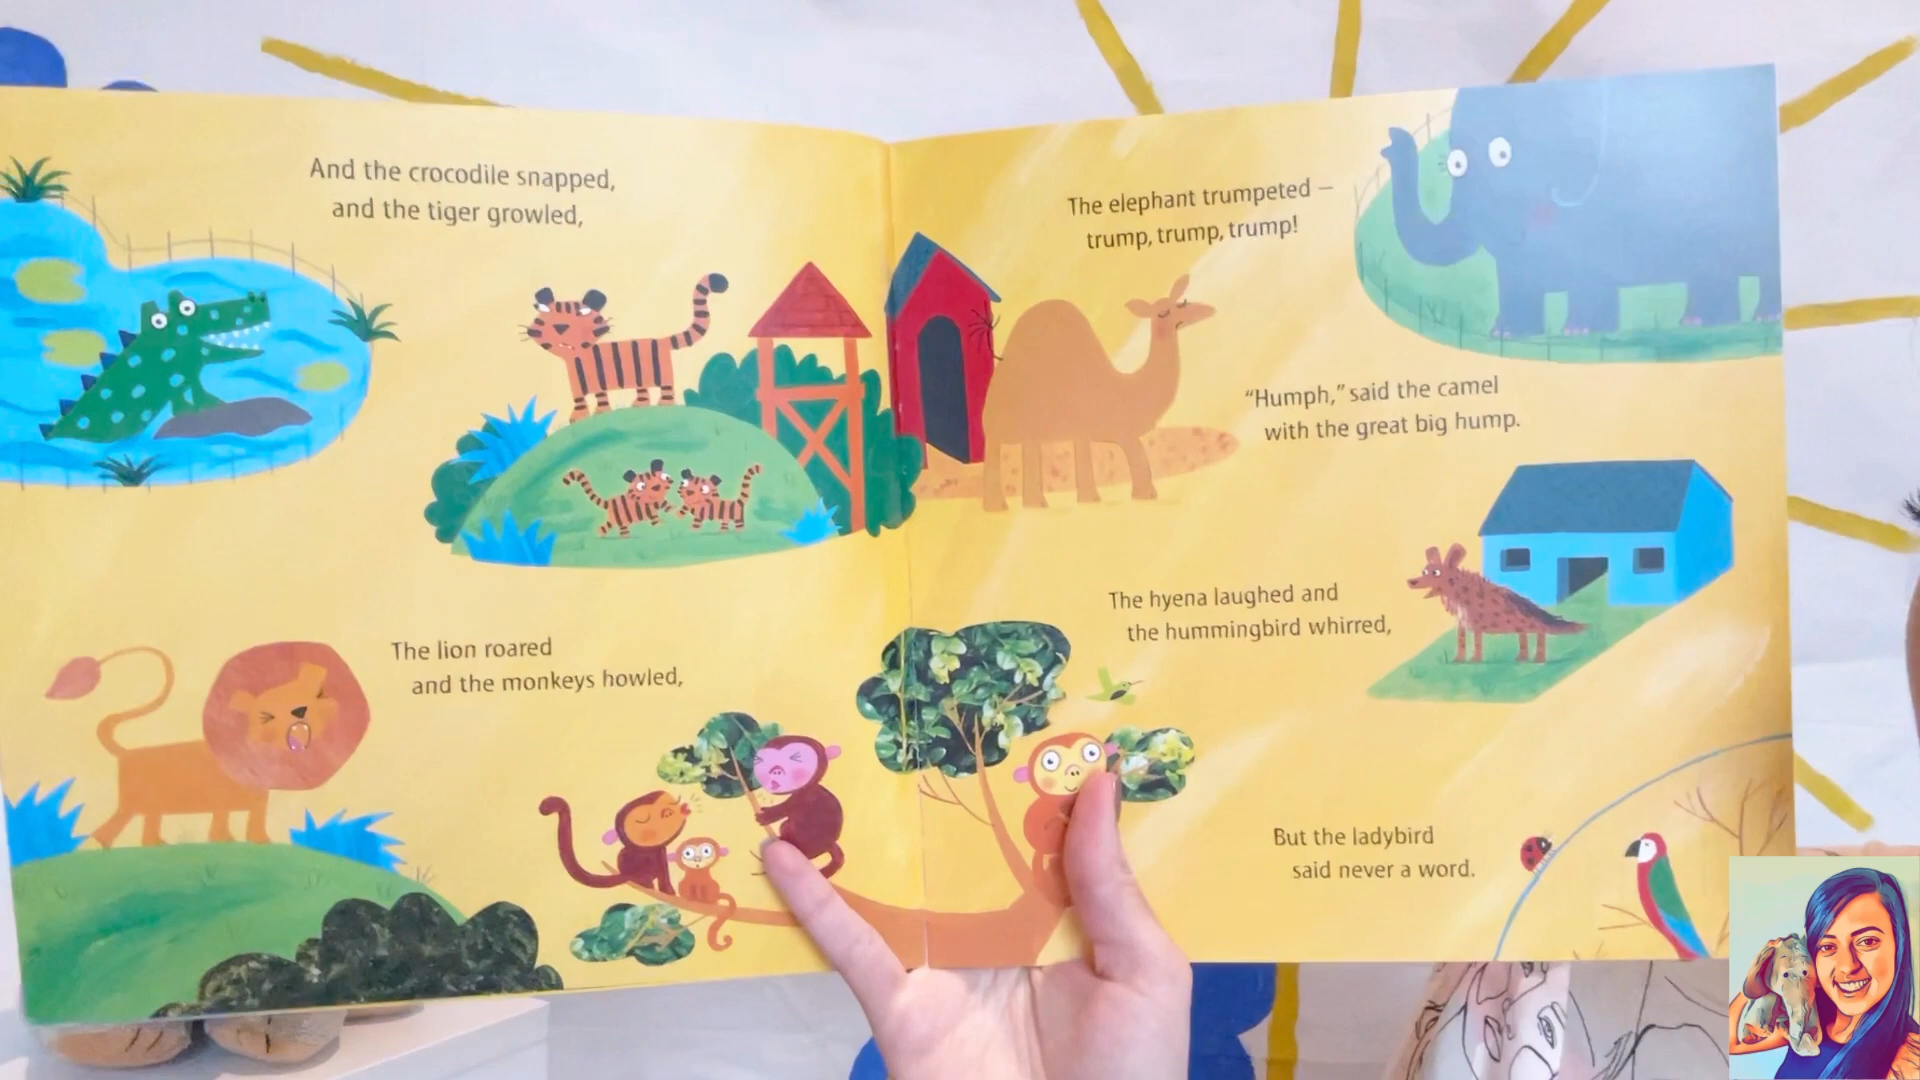 And the crocodile snapped,
and the tiger growled,
The lion roared
and the monkeys howled,
The elephant trumpeted –
trump, trump, trump!
“Humph,” said the camel
with the great big hump.
The hyena laughed and
the hummingbird whirred,
But the ladybird
said never a word.